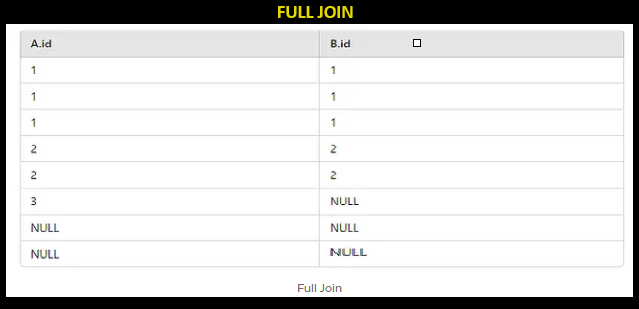 FULL JOIN
A.id B.id
1 1
1 1
1 1
2 2
2 2
3 NULL
NULL NULL
NULL NULL
Full Join